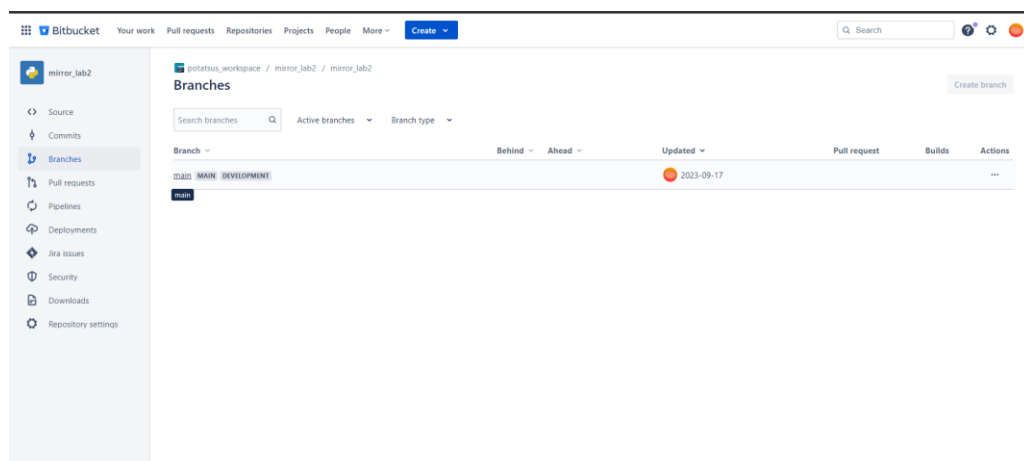 Bitbucket Your work Pull requests Repositories Projects People More Create Search
mirror_lab2
potatsus_workspace / mirror_lab2 / mirror_lab2
Branches
Create branch
Search branches Active branches Branch type
Branch Behind Ahead Updated Pull request Builds Actions
main MAIN DEVELOPMENT 2023-09-17
main
Source
Commits
Branches
Pull requests
Pipelines
Deployments
Jira issues
Security
Downloads
Repository settings